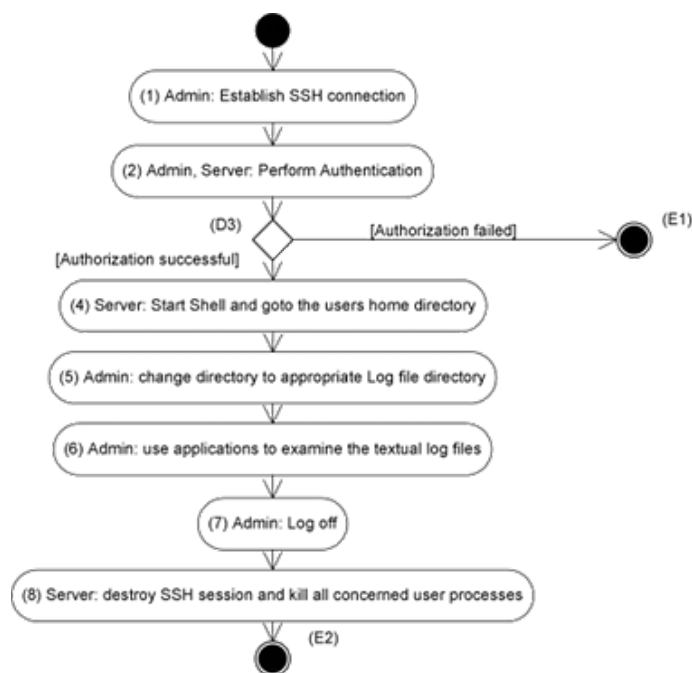 (1) Admin: Establish SSH connection
(2) Admin, Server: Perform Authentication
(D3)
[Authorization failed]
(E1)
[Authorization successful]
(4) Server: Start Shell and goto the users home directory
(5) Admin: change directory to appropriate Log file directory
(6) Admin: use applications to examine the textual log files
(7) Admin: Log off
(8) Server: destroy SSH session and kill all concerned user processes
(E2)